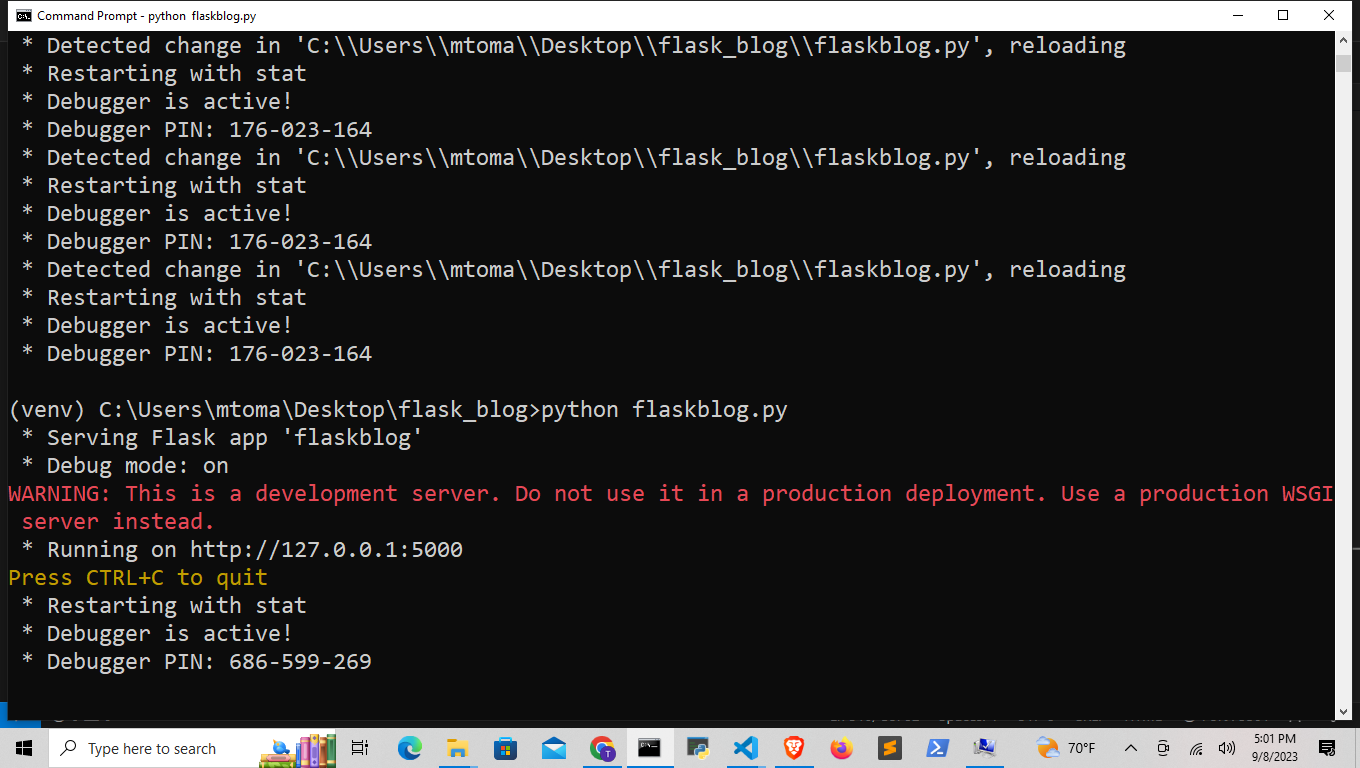 Command Prompt - python flaskblog.py
* Detected change in 'C:\\Users\\mtoma\\Desktop\\flask_blog\\flaskblog.py', reloading
* Restarting with stat
* Debugger is active!
* Debugger PIN: 176-023-164
* Detected change in 'C:\\Users\\mtoma\\Desktop\\flask_blog\\flaskblog.py', reloading
* Restarting with stat
* Debugger is active!
* Debugger PIN: 176-023-164
* Detected change in 'C:\\Users\\mtoma\\Desktop\\flask_blog\\flaskblog.py', reloading
* Restarting with stat
* Debugger is active!
* Debugger PIN: 176-023-164
(venv) C:\Users\mtoma\Desktop\flask_blog>python flaskblog.py
* Serving Flask app 'flaskblog'
* Debug mode: on
WARNING: This is a development server. Do not use it in a production deployment. Use a production WSGI
server instead.
* Running on http://127.0.0.1:5000
Press CTRL+C to quit
* Restarting with stat
* Debugger is active!
* Debugger PIN: 686-599-269
Type here to search
T
70°F
5:01 PM
9/8/2023